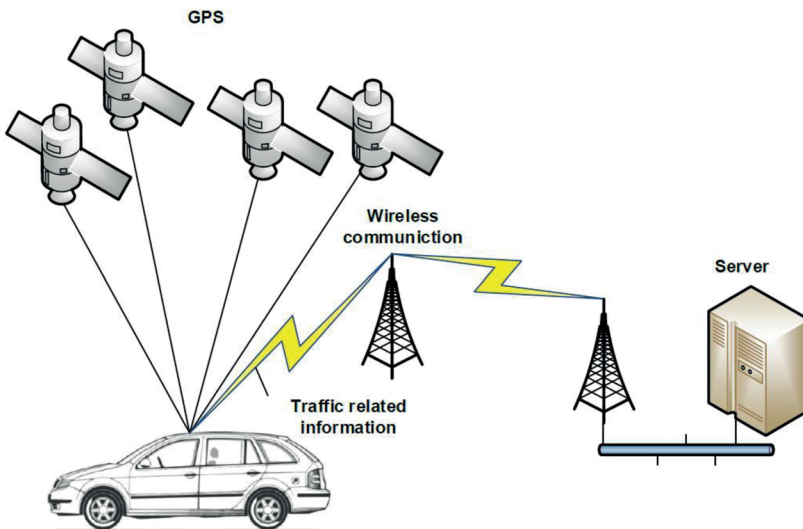 GPS
Wireless
communiction
Server
Traffic related
information